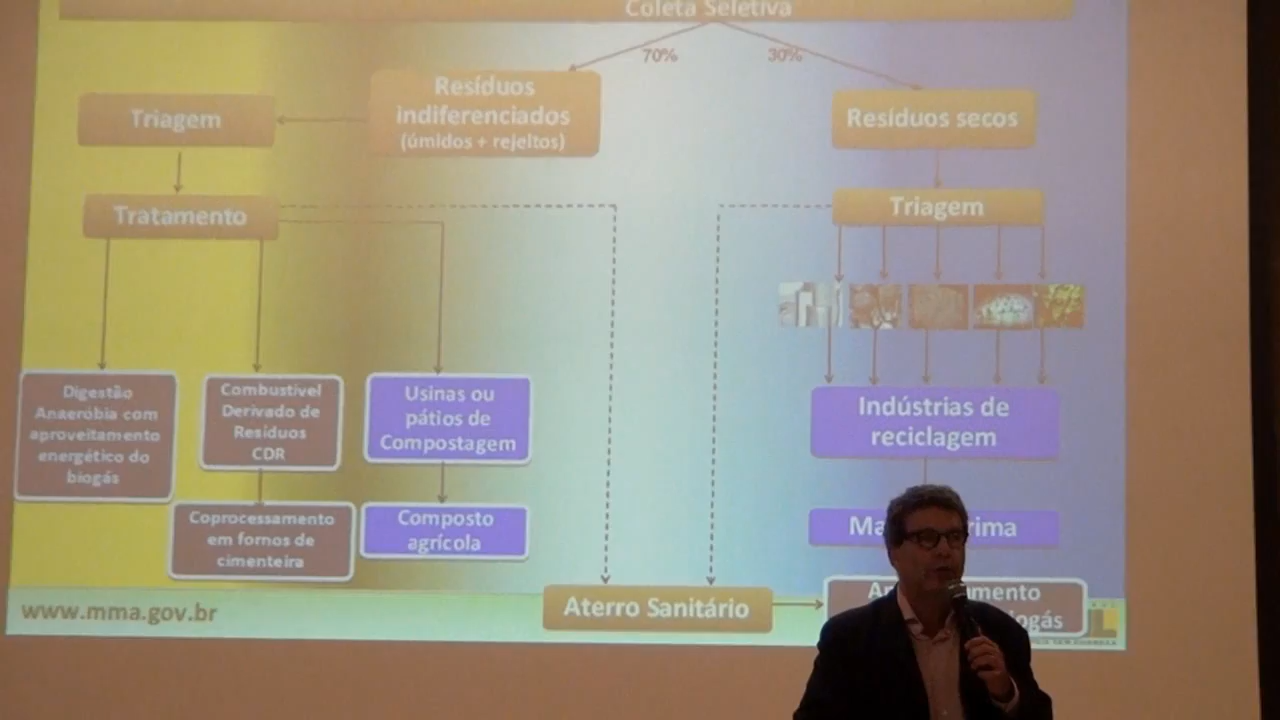 Coleta Seletiva
70%
30%
Resíduos
indiferenciados
(úmidos + rejeitos)
Triagem
Resíduos secos
Tratamento
Triagem
Digestão
Anaeróbia com
aproveitamento
energético do
biogás
Combustível
Derivado de
Resíduos
CDR
Usinas ou
pátios de
Compostagem
Indústrias de
reciclagem
Coprocessamento
em fornos de
cimenteira
Composto
agrícola
Aterro Sanitário
www.mma.gov.br